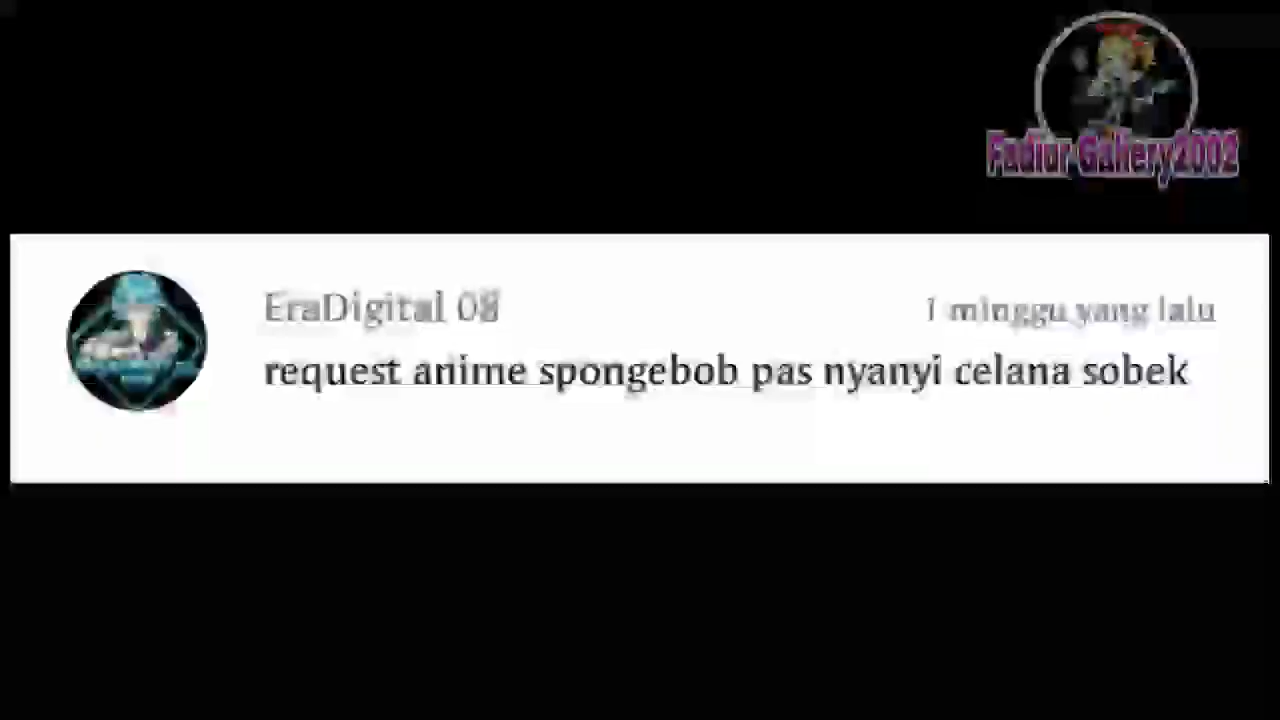 Fadiur Gallery2002
EraDigital 08
1 minggu yang lalu
request anime spongebob pas nyanyi celana sobek